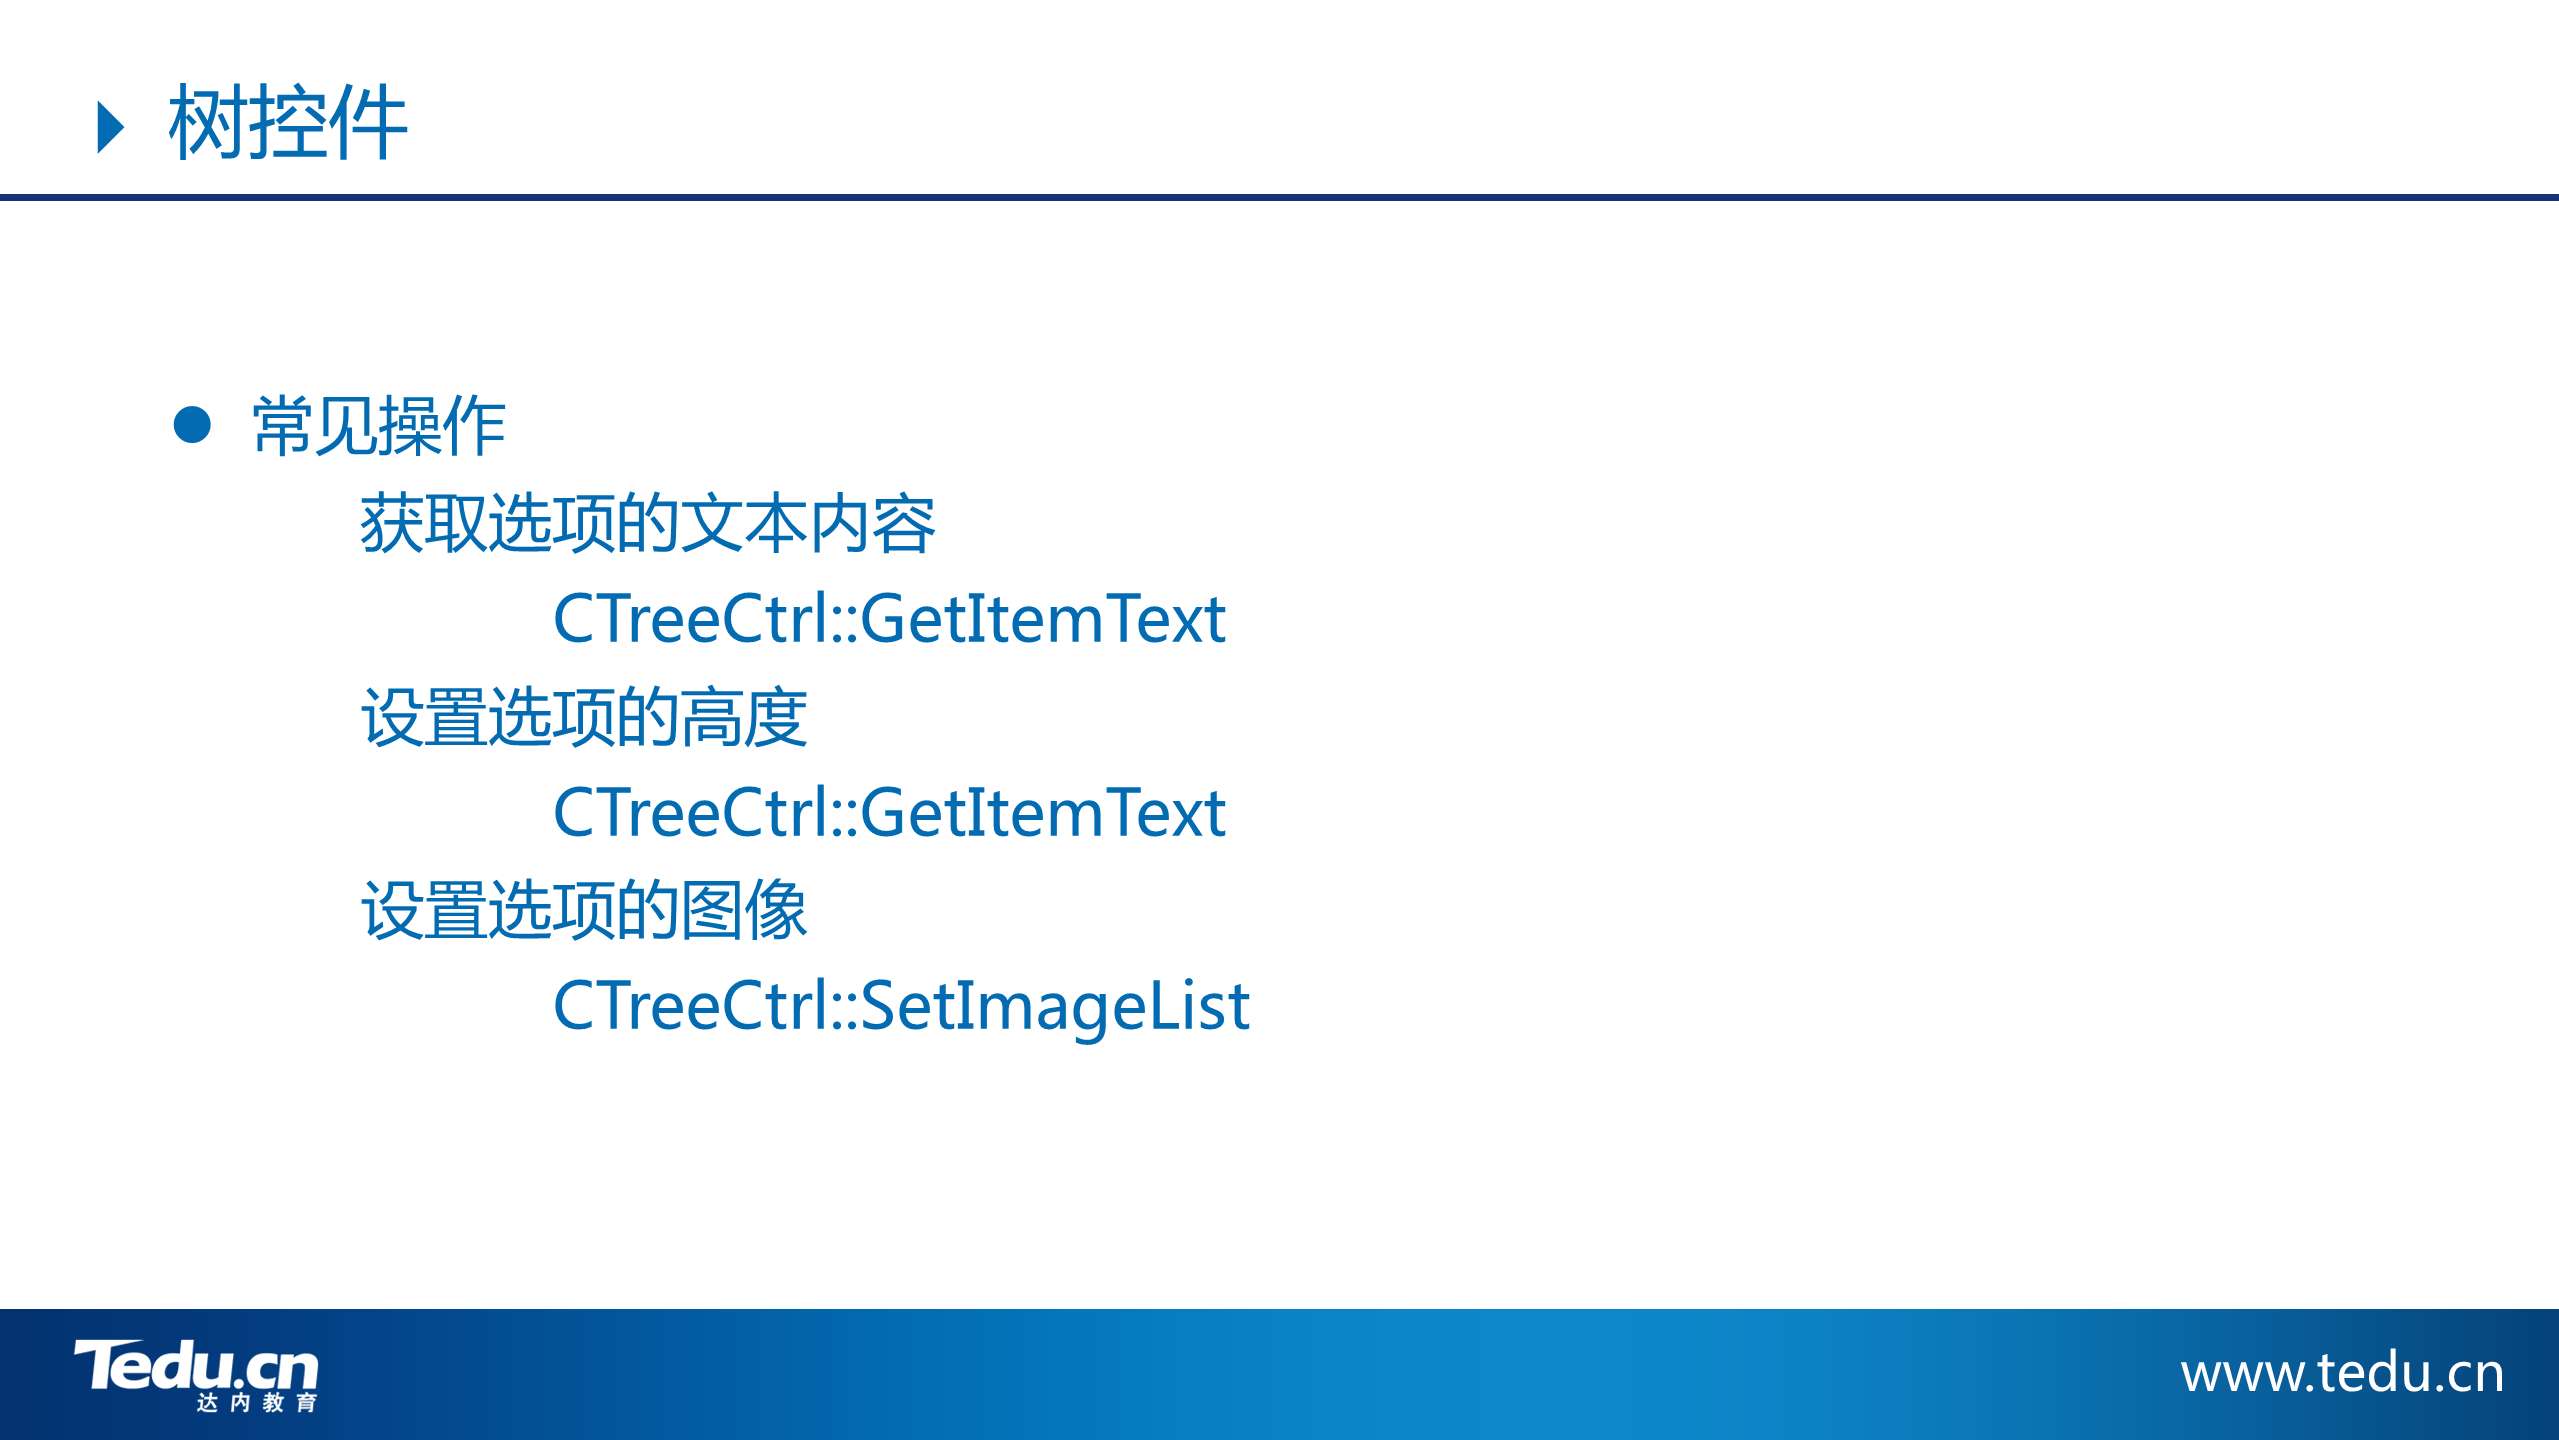 树控件
常见操作
获取选项的文本内容
CTreeCtrl::GetItemText
设置选项的高度
CTreeCtrl::GetItemText
设置选项的图像
CTreeCtrl::SetImageList
Tedu.cn
达内教育
www.tedu.cn